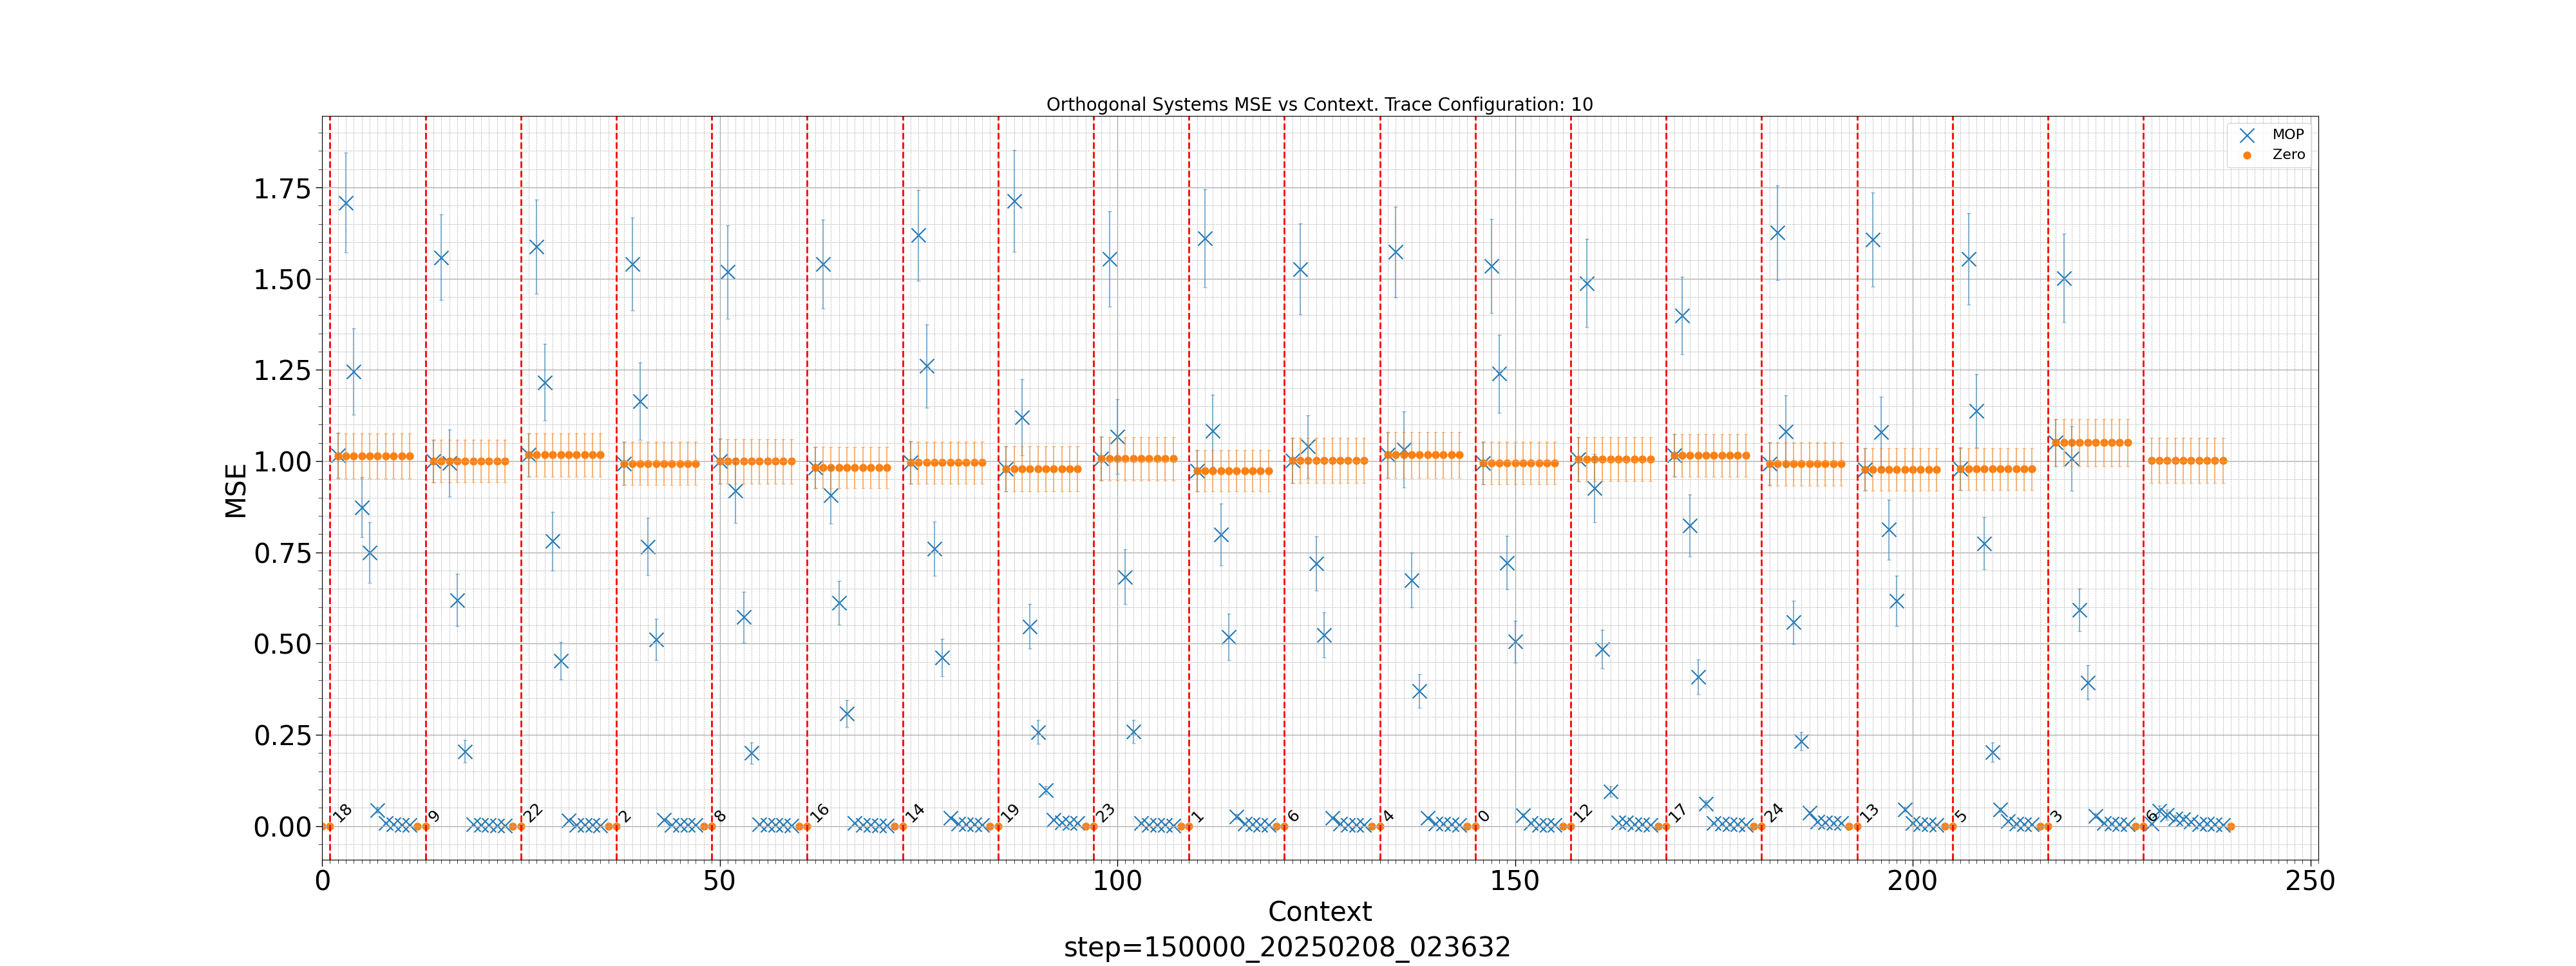 Orthogonal Systems MSE vs Context. Trace Configuration: 10
MOP
Zero
MSE
1.75
1.50
1.25
1.00
0.75
0.50
0.25
0.00
18 9 22 2 8 16 14 19 23 1 6 4 0 12 17 24 13 5 3 6
0 50 100 150 200 250
Context
step=150000_20250208_023632